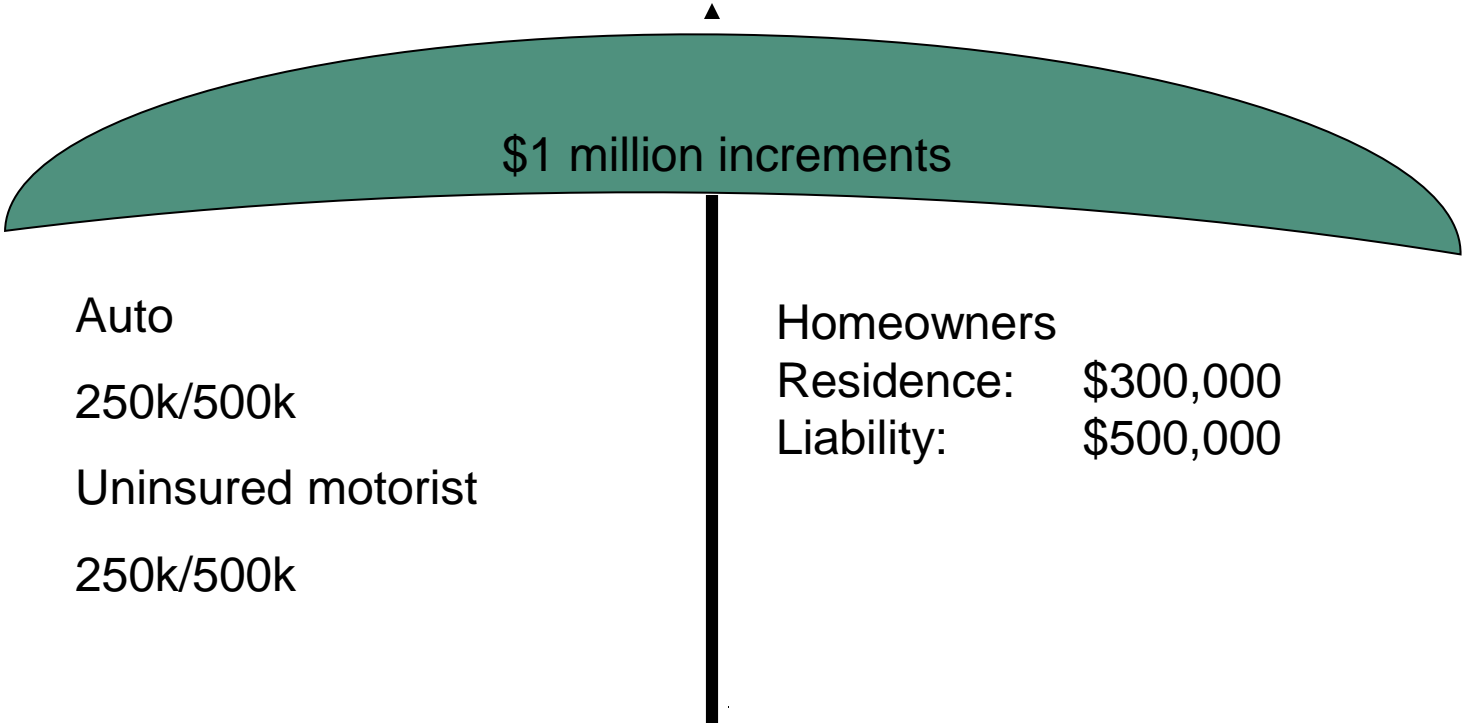 $1 million increments
Auto
250k/500k
Uninsured motorist
250k/500k
Homeowners
Residence: $300,000
Liability: $500,000